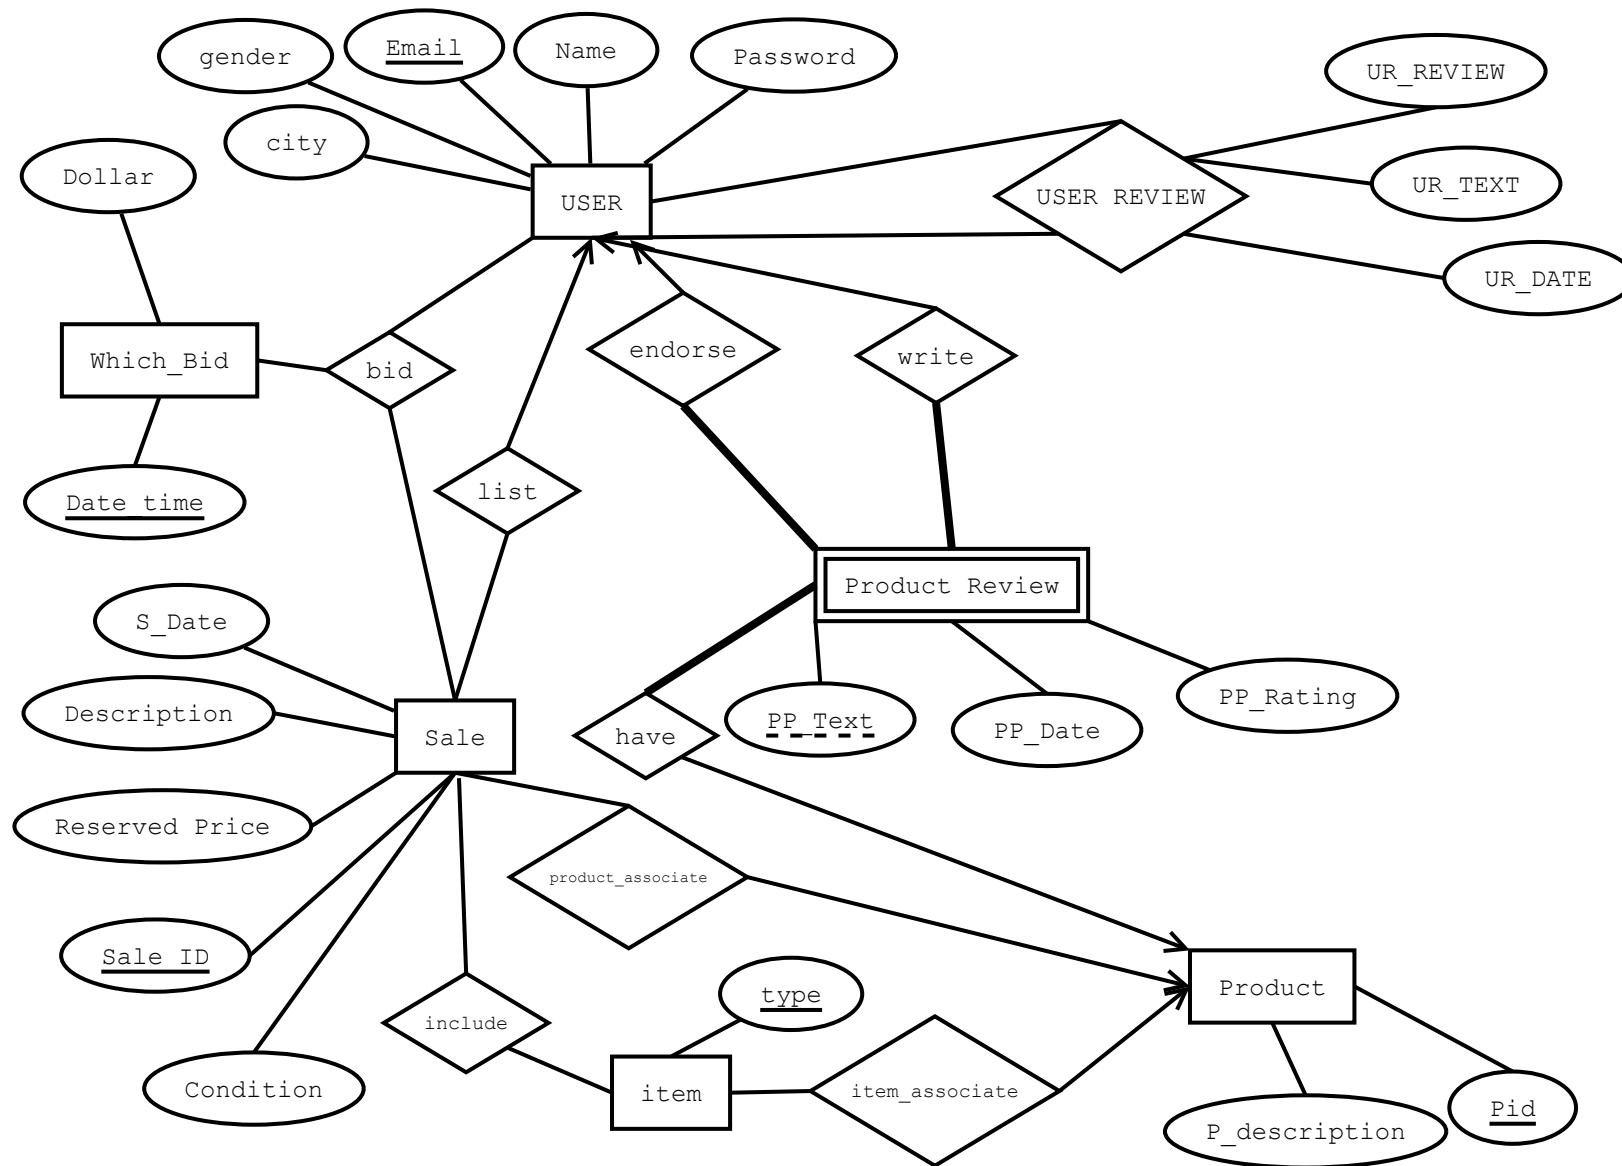 gender
Email
Name
Password
UR_REVIEW
city
Dollar
UR_TEXT
USER
USER REVIEW
UR_DATE
Which_Bid
bid
endorse
write
list
Date_time
Product Review
S_Date
Description
Sale
have
PP_Text
PP_Date
PP_Rating
Reserved Price
product_associate
Sale ID
include
type
Product
Condition
item
item_associate
P_description
Pid